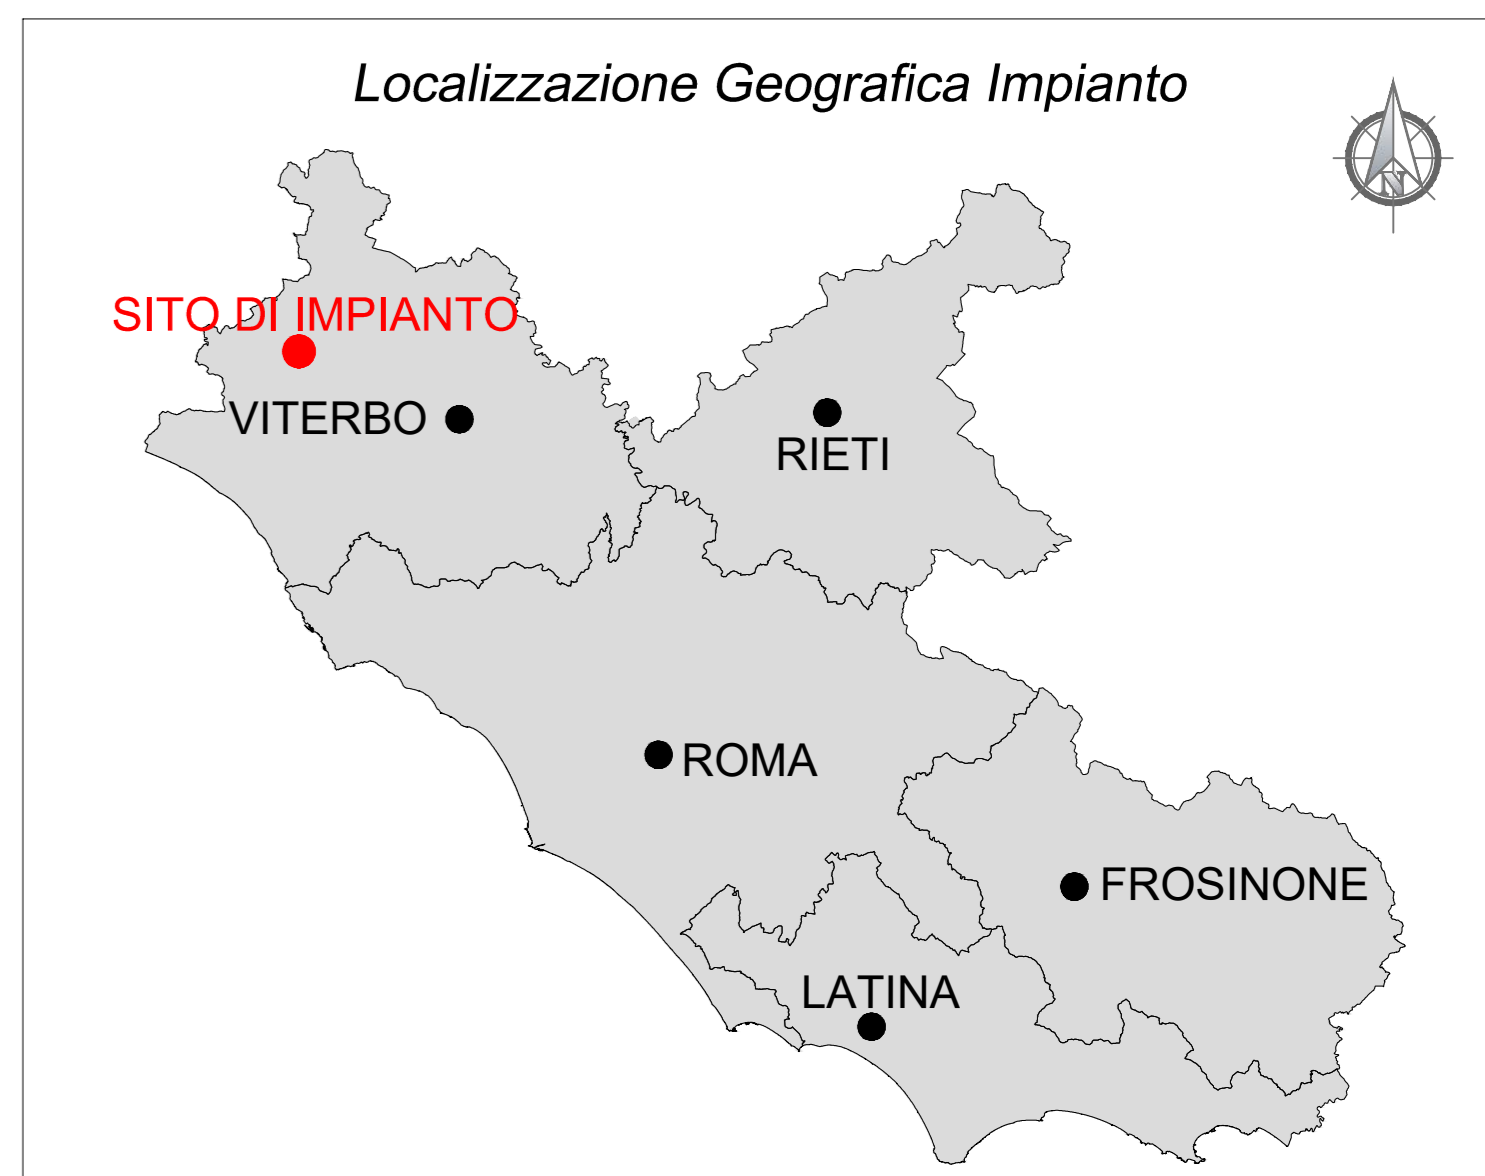 Localizzazione Geografica Impianto
N
SITO DI IMPIANTO
VITERBO
RIETI
ROMA
FROSINONE
LATINA